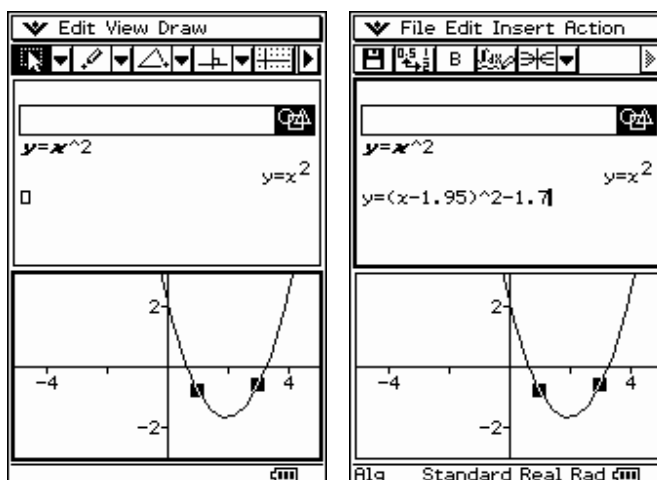 Edit View Draw
y=x^2
y=x²
2
-4
4
-2
File Edit Insert Action
B
y=x^2
y=x²
y=(x-1.95)^2-1.7
2
-4
4
-2
Alg Standard Real Rad